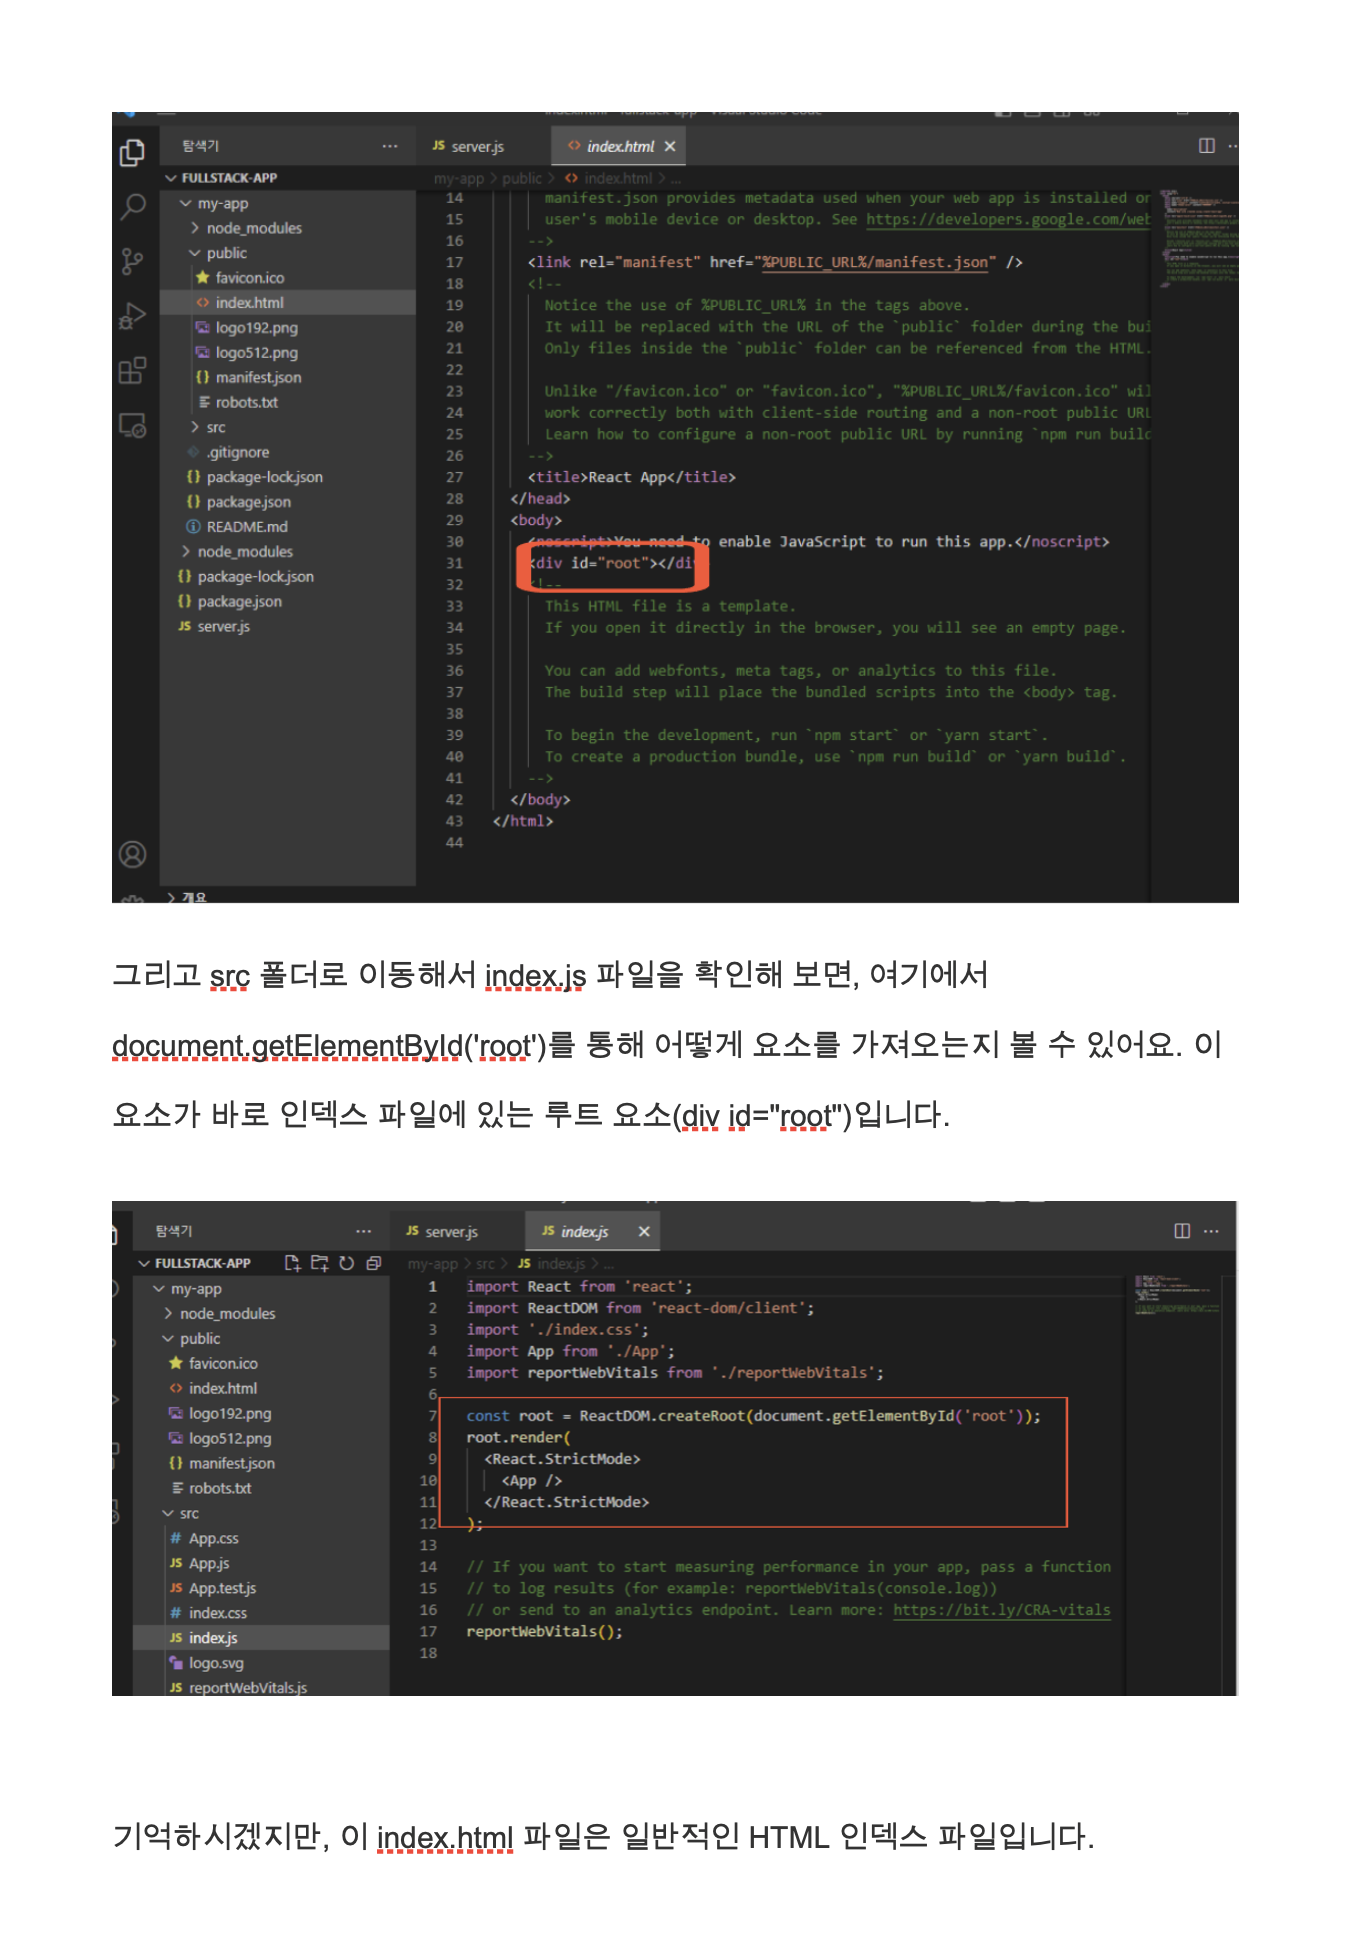 탐색기
JS server.js
<> index.html
FULLSTACK-APP
my-app > public > <> index.html > ...
my-app
node_modules
public
favicon.ico
index.html
logo192.png
logo512.png
manifest.json
robots.txt
src
.gitignore
package-lock.json
package.json
README.md
node_modules
package-lock.json
package.json
JS server.js
개요
14 manifest.json provides metadata used when your web app is installed on
15 user's mobile device or desktop. See https://developers.google.com/web
16 -->
17 <link rel="manifest" href="%PUBLIC_URL%/manifest.json" />
18 <!--
19 Notice the use of %PUBLIC_URL% in the tags above.
20 It will be replaced with the URL of the `public` folder during the bui
21 Only files inside the `public` folder can be referenced from the HTML.
22
23 Unlike "/favicon.ico" or "favicon.ico", "%PUBLIC_URL%/favicon.ico" wil
24 work correctly both with client-side routing and a non-root public URL
25 Learn how to configure a non-root public URL by running `npm run build
26 -->
27 <title>React App</title>
28 </head>
29 <body>
30 <noscript>You need to enable JavaScript to run this app.</noscript>
31 <div id="root"></div
32 <!--
33 This HTML file is a template.
34 If you open it directly in the browser, you will see an empty page.
35
36 You can add webfonts, meta tags, or analytics to this file.
37 The build step will place the bundled scripts into the <body> tag.
38
39 To begin the development, run `npm start` or `yarn start`.
40 To create a production bundle, use `npm run build` or `yarn build`.
41 -->
42 </body>
43 </html>
44
그리고 src 폴더로 이동해서 index.js 파일을 확인해 보면, 여기에서
document.getElementById('root')를 통해 어떻게 요소를 가져오는지 볼 수 있어요. 이
요소가 바로 인덱스 파일에 있는 루트 요소(div id="root")입니다.
탐색기
JS server.js
JS index.js
FULLSTACK-APP
my-app > src > JS index.js > ...
my-app
node_modules
public
favicon.ico
index.html
logo192.png
logo512.png
manifest.json
robots.txt
src
# App.css
JS App.js
JS App.test.js
# index.css
JS index.js
logo.svg
JS reportWebVitals.js
1 import React from 'react';
2 import ReactDOM from 'react-dom/client';
3 import './index.css';
4 import App from './App';
5 import reportWebVitals from './reportWebVitals';
6
7 const root = ReactDOM.createRoot(document.getElementById('root'));
8 root.render(
9 <React.StrictMode>
10 <App />
11 </React.StrictMode>
12 );
13
14 // If you want to start measuring performance in your app, pass a function
15 // to log results (for example: reportWebVitals(console.log))
16 // or send to an analytics endpoint. Learn more: https://bit.ly/CRA-vitals
17 reportWebVitals();
18
기억하시겠지만, 이 index.html 파일은 일반적인 HTML 인덱스 파일입니다.